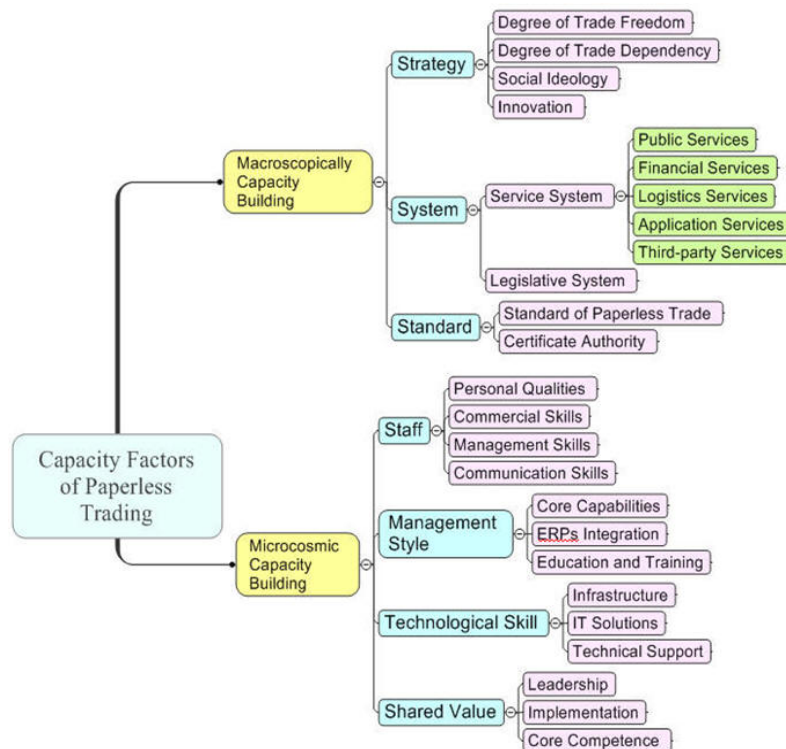 Degree of Trade Freedom
Degree of Trade Dependency
Strategy
Social Ideology
Innovation
Macroscopically
Capacity
Building
Public Services
Financial Services
Service System
Logistics Services
System
Application Services
Third-party Services
Legislative System
Standard of Paperless Trade
Standard
Certificate Authority
Personal Qualities
Commercial Skills
Staff
Management Skills
Communication Skills
Capacity Factors
of Paperless
Trading
Core Capabilities
Management
Style
ERPs Integration
Education and Training
Microcosmic
Capacity
Building
Infrastructure
Technological Skill
IT Solutions
Technical Support
Leadership
Shared Value
Implementation
Core Competence